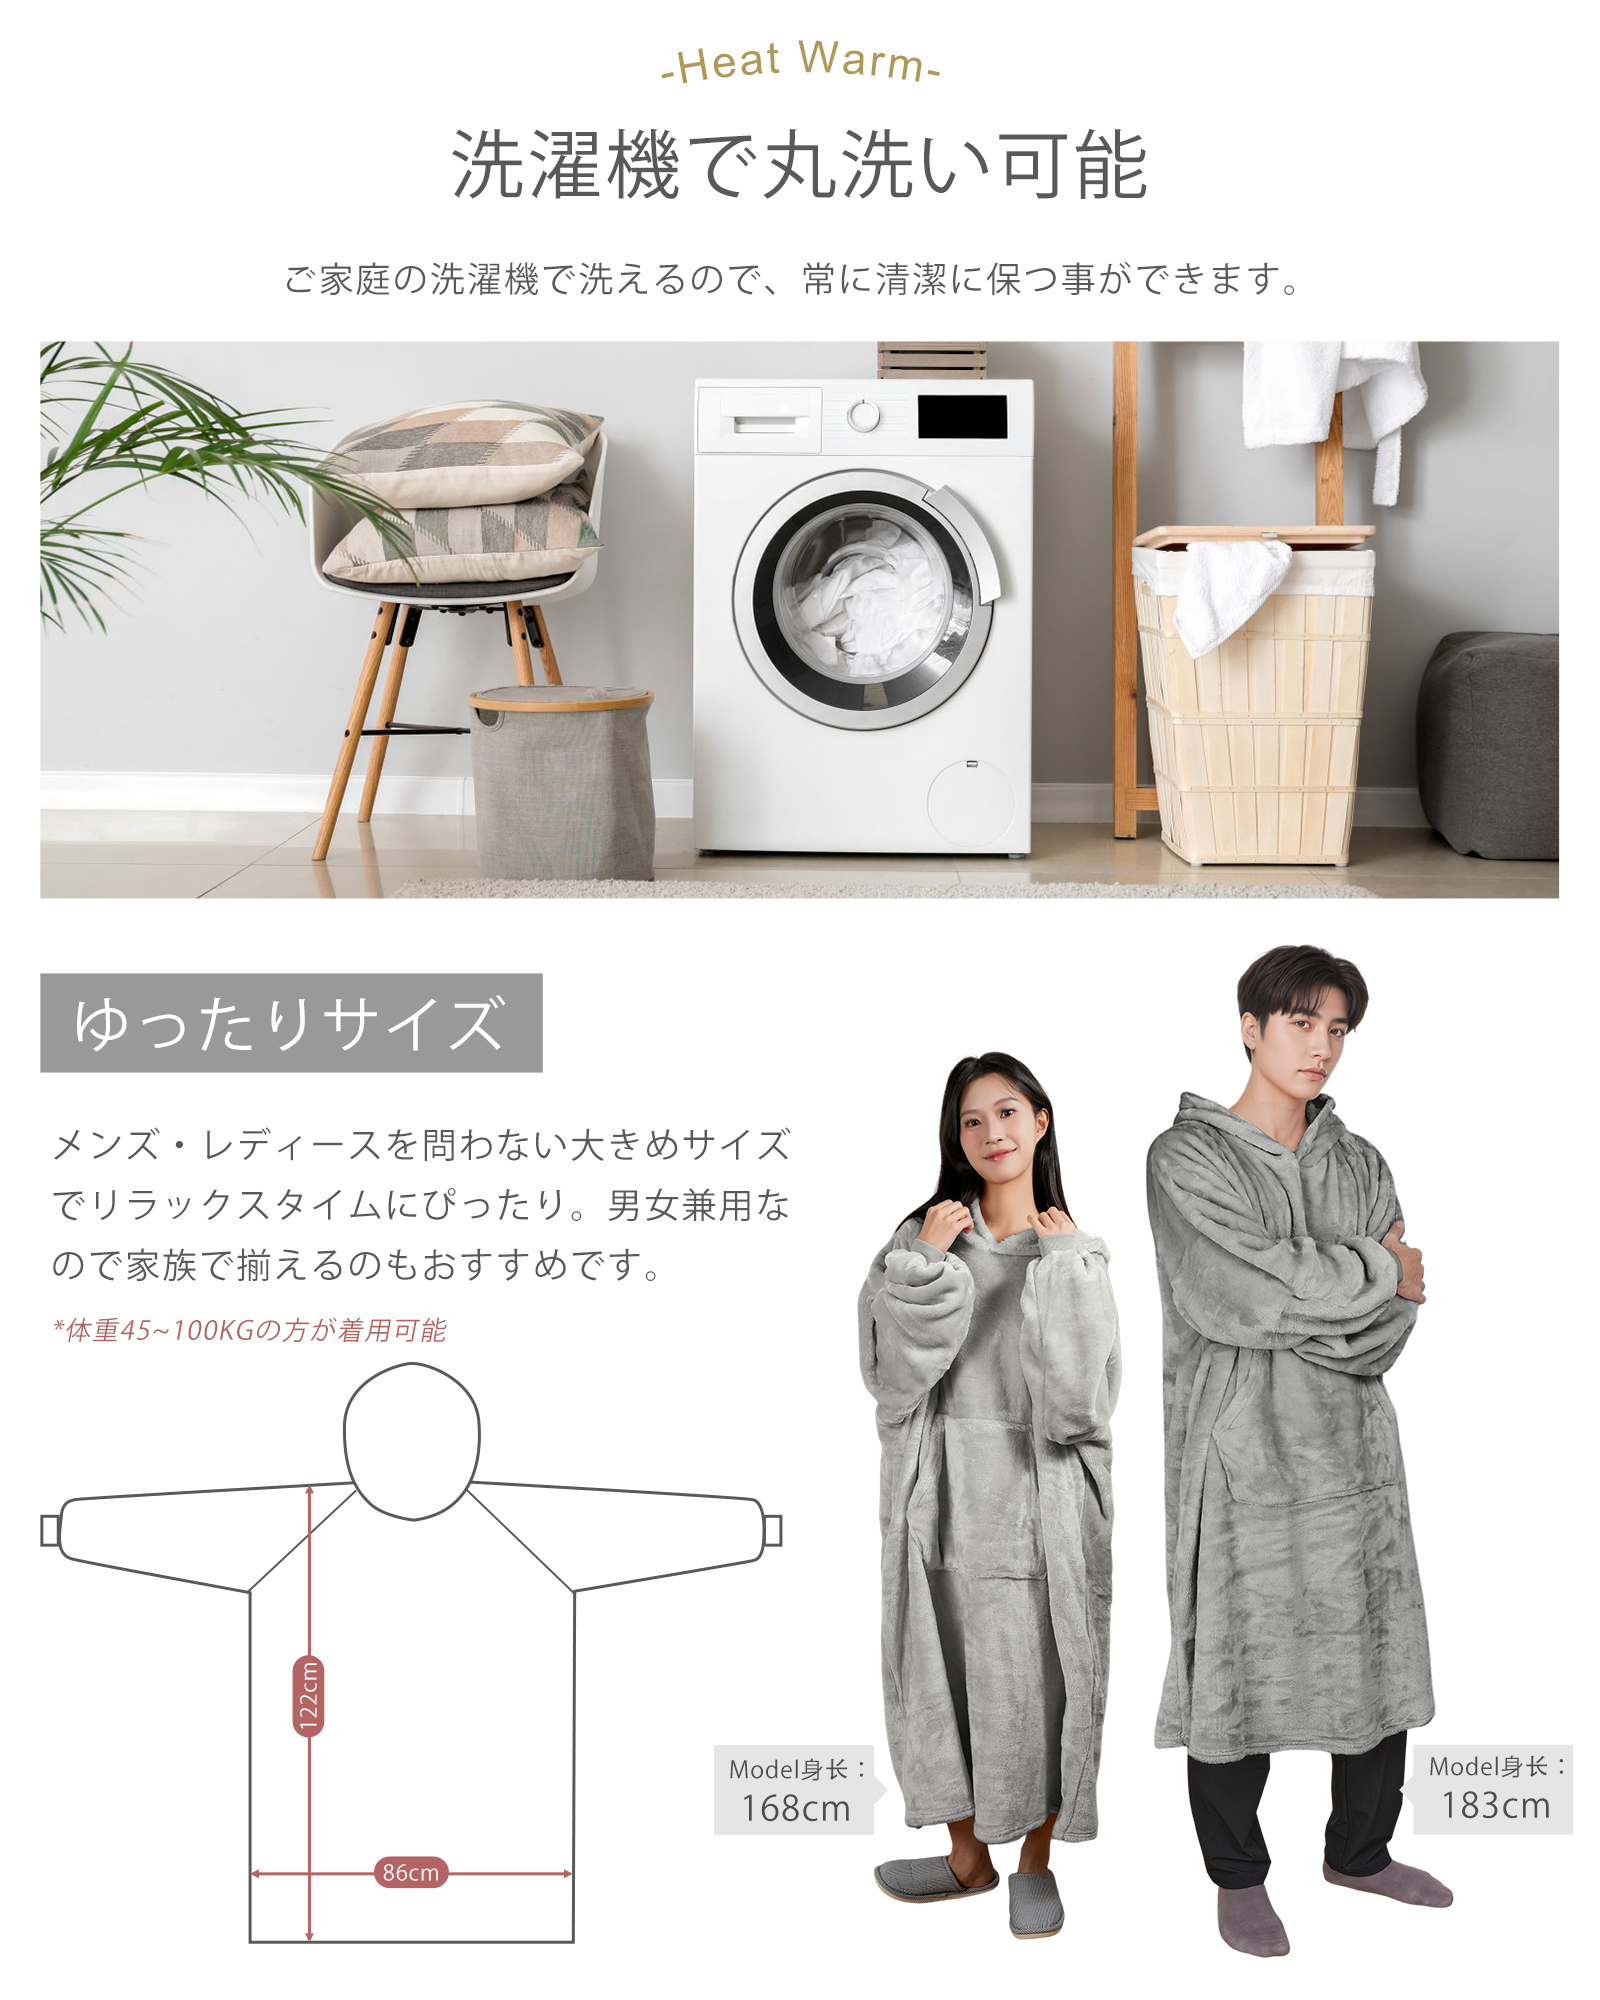 -Heat Warm-
洗濯機で丸洗い可能
ご家庭の洗濯機で洗えるので、常に清潔に保つ事ができます。
ゆったりサイズ
メンズ・レディースを問わない大きめサイズ
でリラックスタイムにぴったり。男女兼用な
ので家族で揃えるのもおすすめです。
*体重45~100KGの方が着用可能
122cm
86cm
Model身长：
168cm
Model身长：
183cm